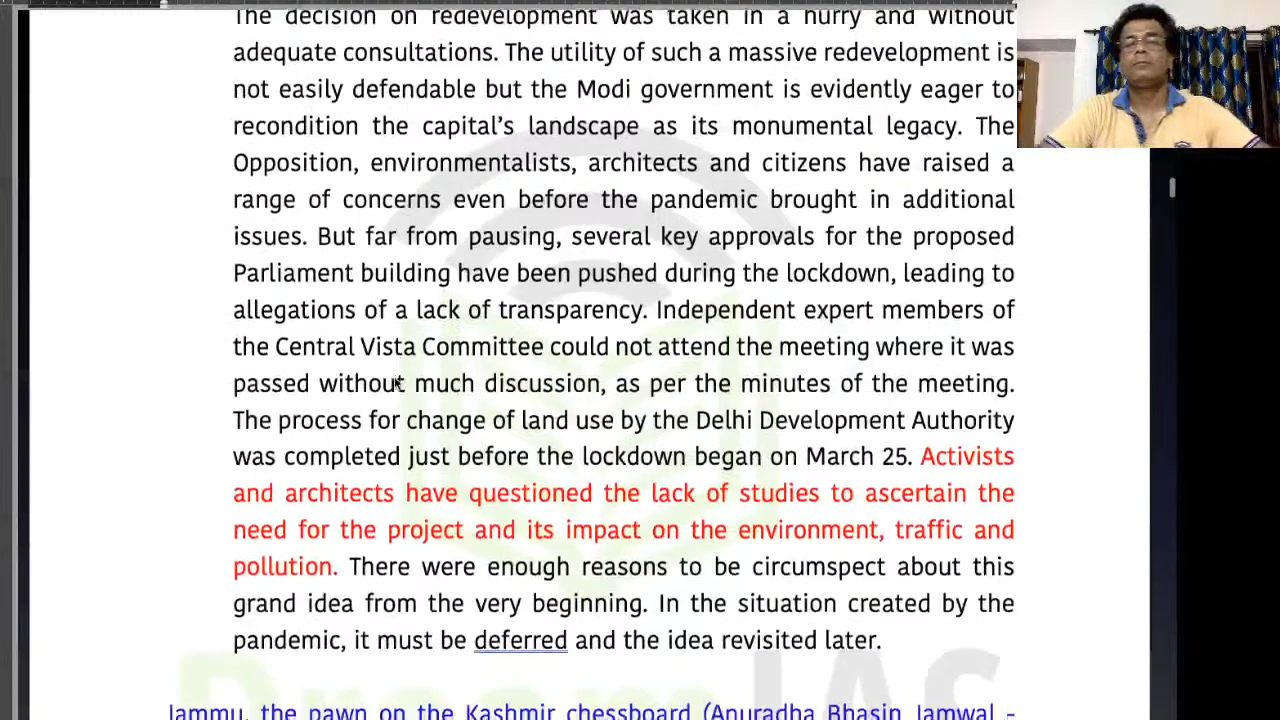 The decision on redevelopment was taken in a hurry and without
adequate consultations. The utility of such a massive redevelopment is
not easily defendable but the Modi government is evidently eager to
recondition the capital's landscape as its monumental legacy. The
Opposition, environmentalists, architects and citizens have raised a
range of concerns even before the pandemic brought in additional
issues. But far from pausing, several key approvals for the proposed
Parliament building have been pushed during the lockdown, leading to
allegations of a lack of transparency. Independent expert members of
the Central Vista Committee could not attend the meeting where it was
passed without much discussion, as per the minutes of the meeting.
The process for change of land use by the Delhi Development Authority
was completed just before the lockdown began on March 25. Activists
and architects have questioned the lack of studies to ascertain the
need for the project and its impact on the environment, traffic and
pollution. There were enough reasons to be circumspect about this
grand idea from the very beginning. In the situation created by the
pandemic, it must be deferred and the idea revisited later.
Dream IAS
Jammu, the pawn on the Kashmir chessboard (Anuradha Bhasin Jamwal -